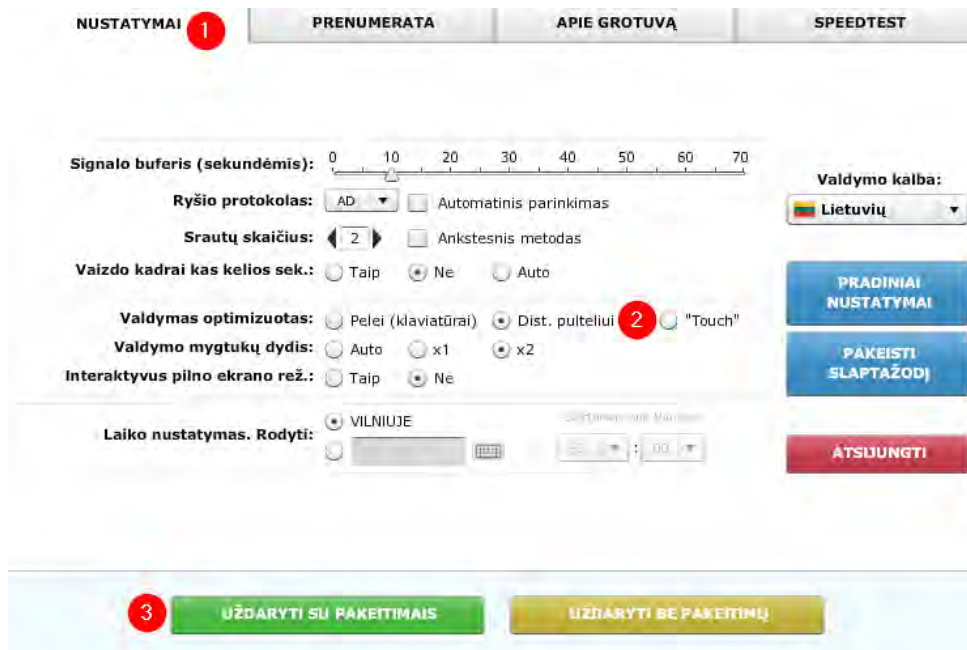 NUSTATYMAI 1 PRENUMERATA APIE GROTUVĄ SPEEDTEST
Signalo buferis (sekundėmis): 0 10 20 30 40 50 60 70
Valdymo kalba:
Ryšio protokolas: AD Automatinis parinkimas
Lietuvių
Srautų skaičius: 2 Ankstesnis metodas
Vaizdo kadrai kas kelios sek.: Taip Ne Auto
PRADINIAI
NUSTATYMAI
Valdymas optimizuotas: Pelei (klaviatūrai) Dist. pulteliui 2 "Touch"
Valdymo mygtukų dydis: Auto x1 x2
PAKEISTI
SLAPTAŽODĮ
Interaktyvus pilno ekrano rež.: Taip Ne
Laiko nustatymas. Rodyti: VILNIUJE
: 00
ATSIJUNGTI
3 UŽDARYTI SU PAKEITIMAIS UŽDARYTI BE PAKEITIMŲ